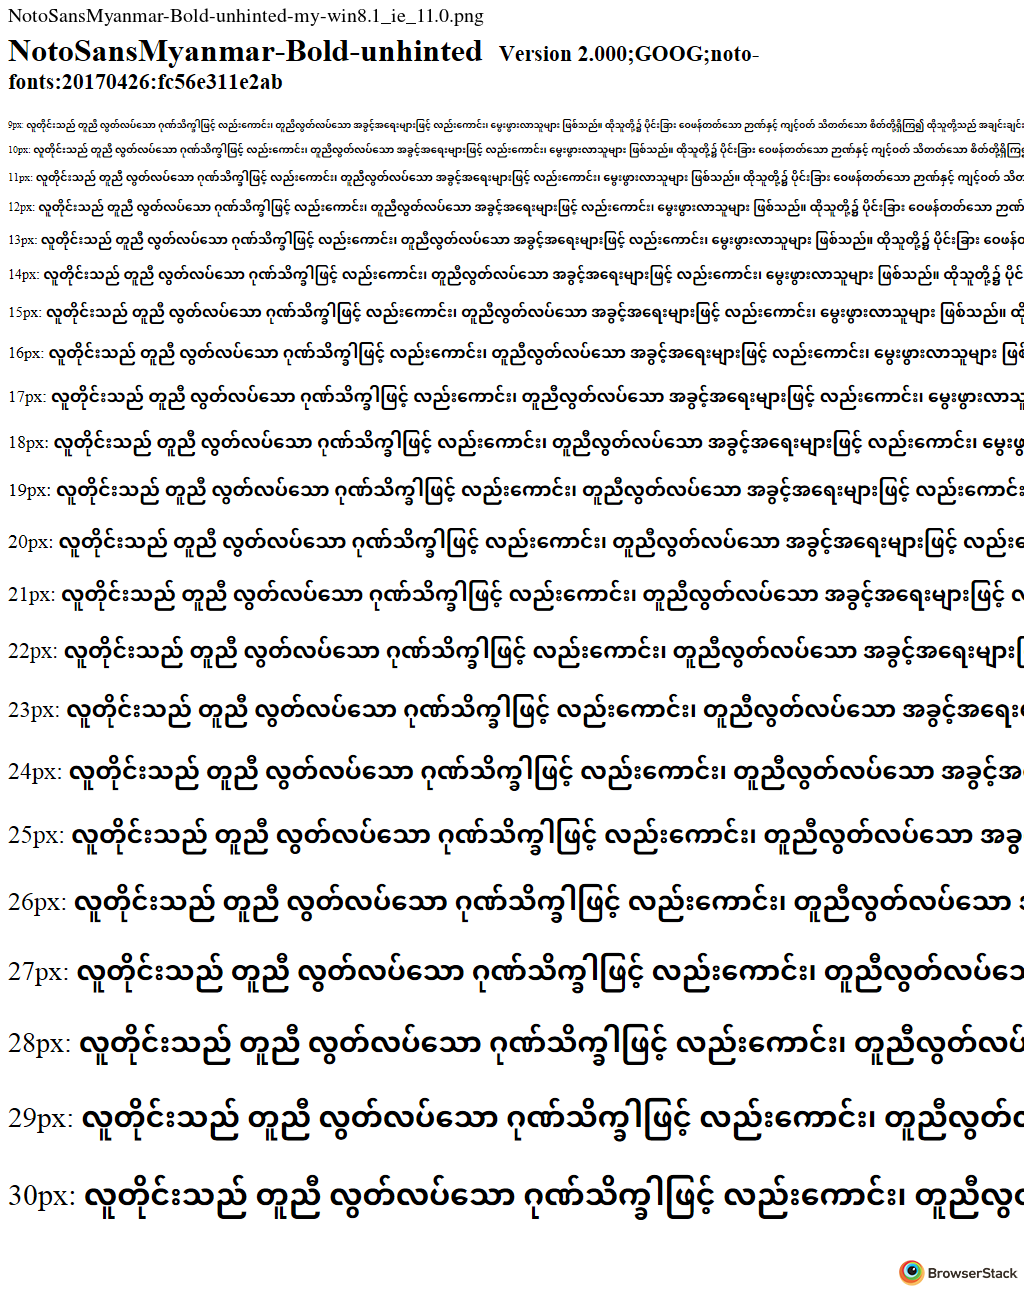 NotoSansMyanmar-Bold-unhinted-my-win8.1_ie_11.0.png
NotoSansMyanmar-Bold-unhinted Version 2.000;GOOG;noto-
fonts:20170426:fc56e311e2ab
9px: လူတိုင်းသည် တူညီ လွတ်လပ်သော ဂုဏ်သိက္ခါဖြင့် လည်းကောင်း၊ တူညီလွတ်လပ်သော အခွင့်အရေးများဖြင့် လည်းကောင်း၊ မွေးဖွားလာသူများ ဖြစ်သည်။ ထိုသူတို့၌ ပိုင်းခြား ဝေဖန်တတ်သော ဉာဏ်နှင့် ကျင့်ဝတ် သိတတ်သော စိတ်တို့ရှိကြ၍ ထိုသူတို့သည် အချင်းချင်း
10px: လူတိုင်းသည် တူညီ လွတ်လပ်သော ဂုဏ်သိက္ခါဖြင့် လည်းကောင်း၊ တူညီလွတ်လပ်သော အခွင့်အရေးများဖြင့် လည်းကောင်း၊ မွေးဖွားလာသူများ ဖြစ်သည်။ ထိုသူတို့၌ ပိုင်းခြား ဝေဖန်တတ်သော ဉာဏ်နှင့် ကျင့်ဝတ် သိတတ်သော စိတ်တို့ရှိကြ၍
11px: လူတိုင်းသည် တူညီ လွတ်လပ်သော ဂုဏ်သိက္ခါဖြင့် လည်းကောင်း၊ တူညီလွတ်လပ်သော အခွင့်အရေးများဖြင့် လည်းကောင်း၊ မွေးဖွားလာသူများ ဖြစ်သည်။ ထိုသူတို့၌ ပိုင်းခြား ဝေဖန်တတ်သော ဉာဏ်နှင့် ကျင့်ဝတ် သိတ
12px: လူတိုင်းသည် တူညီ လွတ်လပ်သော ဂုဏ်သိက္ခါဖြင့် လည်းကောင်း၊ တူညီလွတ်လပ်သော အခွင့်အရေးများဖြင့် လည်းကောင်း၊ မွေးဖွားလာသူများ ဖြစ်သည်။ ထိုသူတို့၌ ပိုင်းခြား ဝေဖန်တတ်သော ဉာဏ်
13px: လူတိုင်းသည် တူညီ လွတ်လပ်သော ဂုဏ်သိက္ခါဖြင့် လည်းကောင်း၊ တူညီလွတ်လပ်သော အခွင့်အရေးများဖြင့် လည်းကောင်း၊ မွေးဖွားလာသူများ ဖြစ်သည်။ ထိုသူတို့၌ ပိုင်းခြား ဝေဖန်တ
14px: လူတိုင်းသည် တူညီ လွတ်လပ်သော ဂုဏ်သိက္ခါဖြင့် လည်းကောင်း၊ တူညီလွတ်လပ်သော အခွင့်အရေးများဖြင့် လည်းကောင်း၊ မွေးဖွားလာသူများ ဖြစ်သည်။ ထိုသူတို့၌ ပိုင်
15px: လူတိုင်းသည် တူညီ လွတ်လပ်သော ဂုဏ်သိက္ခါဖြင့် လည်းကောင်း၊ တူညီလွတ်လပ်သော အခွင့်အရေးများဖြင့် လည်းကောင်း၊ မွေးဖွားလာသူများ ဖြစ်သည်။ ထို
16px: လူတိုင်းသည် တူညီ လွတ်လပ်သော ဂုဏ်သိက္ခါဖြင့် လည်းကောင်း၊ တူညီလွတ်လပ်သော အခွင့်အရေးများဖြင့် လည်းကောင်း၊ မွေးဖွားလာသူများ ဖြစ်
17px: လူတိုင်းသည် တူညီ လွတ်လပ်သော ဂုဏ်သိက္ခါဖြင့် လည်းကောင်း၊ တူညီလွတ်လပ်သော အခွင့်အရေးများဖြင့် လည်းကောင်း၊ မွေးဖွားလာသူ
18px: လူတိုင်းသည် တူညီ လွတ်လပ်သော ဂုဏ်သိက္ခါဖြင့် လည်းကောင်း၊ တူညီလွတ်လပ်သော အခွင့်အရေးများဖြင့် လည်းကောင်း၊ မွေးဖွ
19px: လူတိုင်းသည် တူညီ လွတ်လပ်သော ဂုဏ်သိက္ခါဖြင့် လည်းကောင်း၊ တူညီလွတ်လပ်သော အခွင့်အရေးများဖြင့် လည်းကောင်း
20px: လူတိုင်းသည် တူညီ လွတ်လပ်သော ဂုဏ်သိက္ခါဖြင့် လည်းကောင်း၊ တူညီလွတ်လပ်သော အခွင့်အရေးများဖြင့် လည်း
21px: လူတိုင်းသည် တူညီ လွတ်လပ်သော ဂုဏ်သိက္ခါဖြင့် လည်းကောင်း၊ တူညီလွတ်လပ်သော အခွင့်အရေးများဖြင့် လ
22px: လူတိုင်းသည် တူညီ လွတ်လပ်သော ဂုဏ်သိက္ခါဖြင့် လည်းကောင်း၊ တူညီလွတ်လပ်သော အခွင့်အရေးများ
23px: လူတိုင်းသည် တူညီ လွတ်လပ်သော ဂုဏ်သိက္ခါဖြင့် လည်းကောင်း၊ တူညီလွတ်လပ်သော အခွင့်အရေး
24px: လူတိုင်းသည် တူညီ လွတ်လပ်သော ဂုဏ်သိက္ခါဖြင့် လည်းကောင်း၊ တူညီလွတ်လပ်သော အခွင့်အ
25px: လူတိုင်းသည် တူညီ လွတ်လပ်သော ဂုဏ်သိက္ခါဖြင့် လည်းကောင်း၊ တူညီလွတ်လပ်သော အခွ
26px: လူတိုင်းသည် တူညီ လွတ်လပ်သော ဂုဏ်သိက္ခါဖြင့် လည်းကောင်း၊ တူညီလွတ်လပ်သော
27px: လူတိုင်းသည် တူညီ လွတ်လပ်သော ဂုဏ်သိက္ခါဖြင့် လည်းကောင်း၊ တူညီလွတ်လပ်သေ
28px: လူတိုင်းသည် တူညီ လွတ်လပ်သော ဂုဏ်သိက္ခါဖြင့် လည်းကောင်း၊ တူညီလွတ်လပ်
29px: လူတိုင်းသည် တူညီ လွတ်လပ်သော ဂုဏ်သိက္ခါဖြင့် လည်းကောင်း၊ တူညီလွတ်လ
30px: လူတိုင်းသည် တူညီ လွတ်လပ်သော ဂုဏ်သိက္ခါဖြင့် လည်းကောင်း၊ တူညီလွတ
BrowserStack